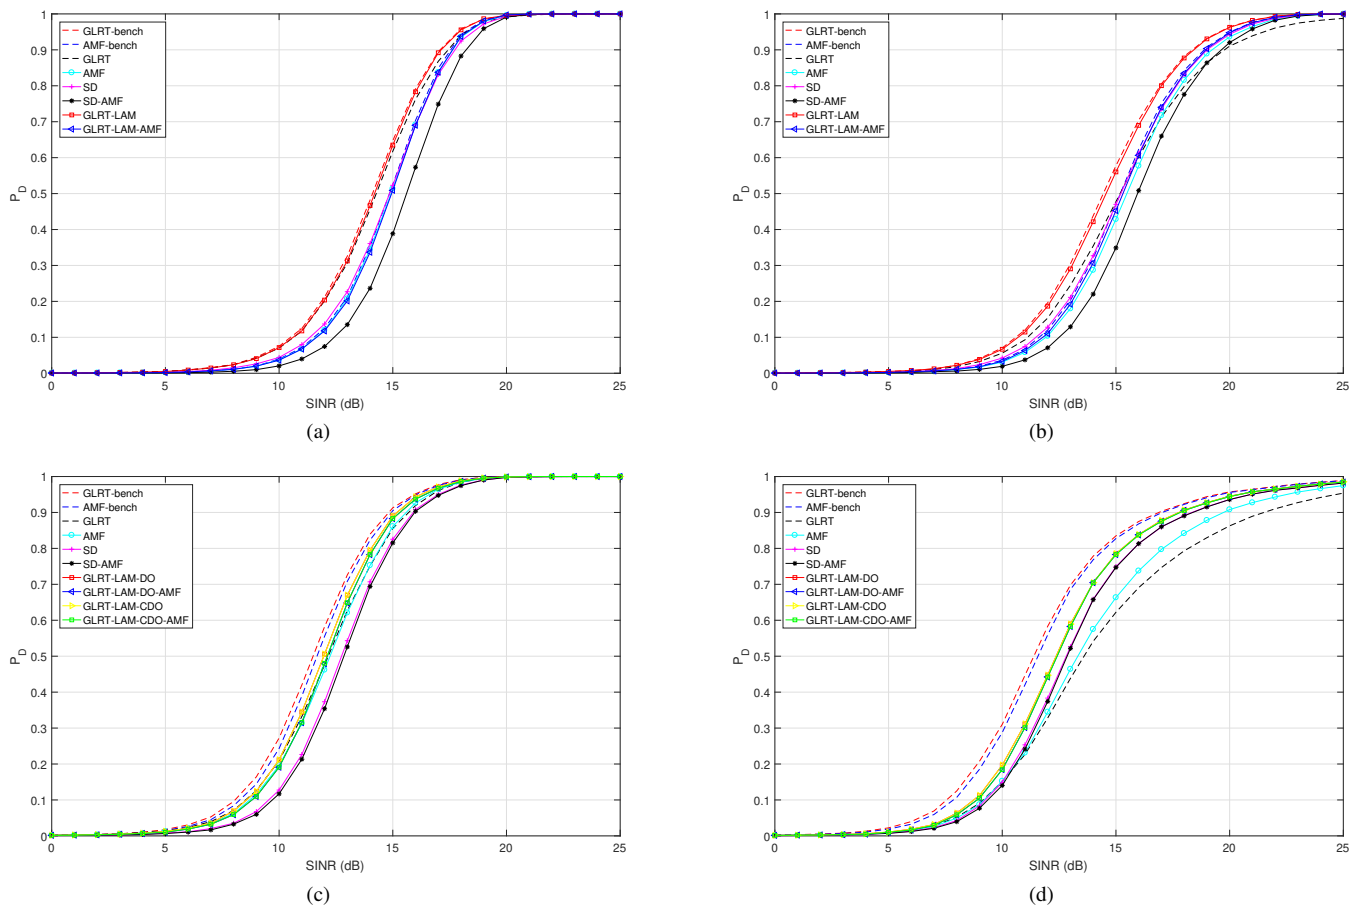 1
0.9
0.8
0.7
0.6
0.5
0.4
0.3
0.2
0.1
0
P_D
GLRT-bench
AMF-bench
GLRT
AMF
SD
SD-AMF
GLRT-LAM
GLRT-LAM-AMF
0 5 10 15 20 25
SINR (dB)
(a)
1
0.9
0.8
0.7
0.6
0.5
0.4
0.3
0.2
0.1
0
P_D
GLRT-bench
AMF-bench
GLRT
AMF
SD
SD-AMF
GLRT-LAM
GLRT-LAM-AMF
0 5 10 15 20 25
SINR (dB)
(b)
1
0.9
0.8
0.7
0.6
0.5
0.4
0.3
0.2
0.1
0
P_D
GLRT-bench
AMF-bench
GLRT
AMF
SD
SD-AMF
GLRT-LAM-DO
GLRT-LAM-DO-AMF
GLRT-LAM-CDO
GLRT-LAM-CDO-AMF
0 5 10 15 20 25
SINR (dB)
(c)
1
0.9
0.8
0.7
0.6
0.5
0.4
0.3
0.2
0.1
0
P_D
GLRT-bench
AMF-bench
GLRT
AMF
SD
SD-AMF
GLRT-LAM-DO
GLRT-LAM-DO-AMF
GLRT-LAM-CDO
GLRT-LAM-CDO-AMF
0 5 10 15 20 25
SINR (dB)
(d)